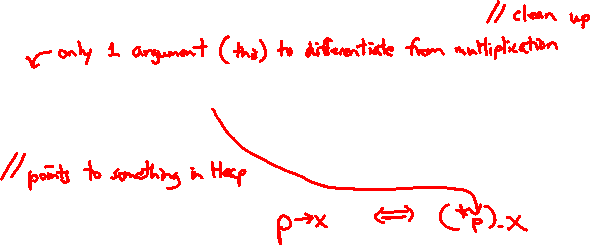 // clean up
only 1 argument (this) to differentiate from multiplication
// points to something in Heap
p→x ⟺ (*p).x